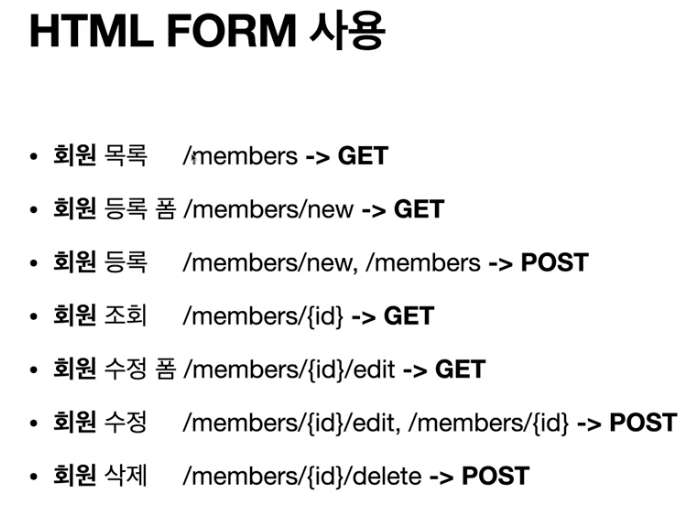 HTML FORM 사용
• 회원 목록 /members -> GET
• 회원 등록 폼 /members/new -> GET
• 회원 등록 /members/new, /members -> POST
• 회원 조회 /members/{id} -> GET
• 회원 수정 폼 /members/{id}/edit -> GET
• 회원 수정 /members/{id}/edit, /members/{id} -> POST
• 회원 삭제 /members/{id}/delete -> POST